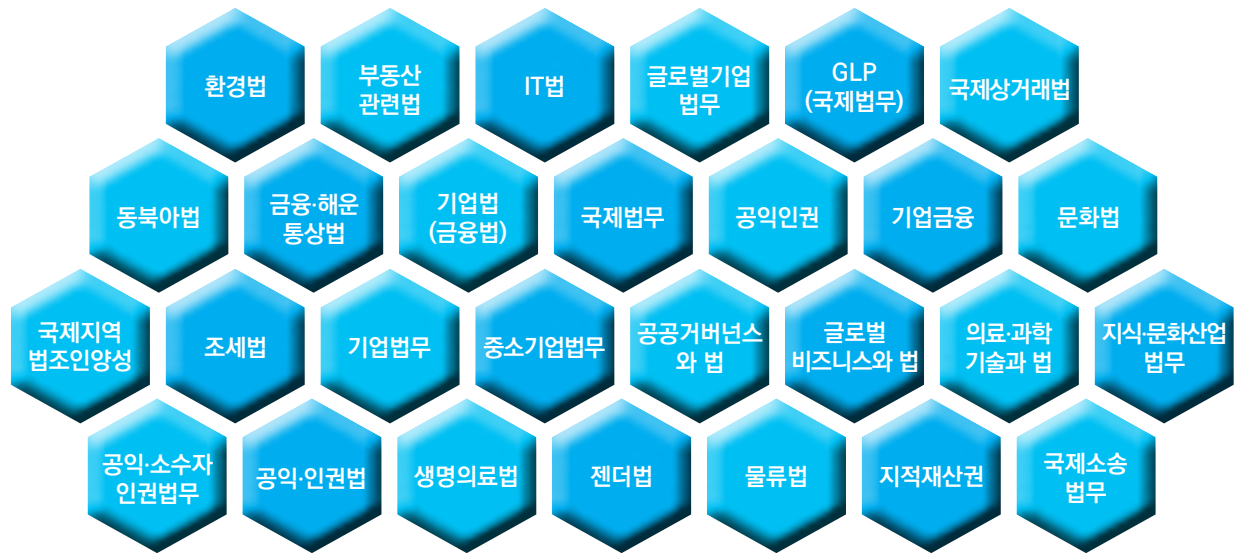 환경법
부동산
관련법
IT법
글로벌기업
법무
GLP
(국제법무)
국제상거래법
동북아법
금융·해운
통상법
기업법
(금융법)
국제법무
공익인권
기업금융
문화법
국제지역
법조인양성
조세법
기업법무
중소기업법무
공공거버넌스
와 법
글로벌
비즈니스와 법
의료·과학
기술과 법
지식·문화산업
법무
공익·소수자
인권법무
공익·인권법
생명의료법
젠더법
물류법
지적재산권
국제소송
법무